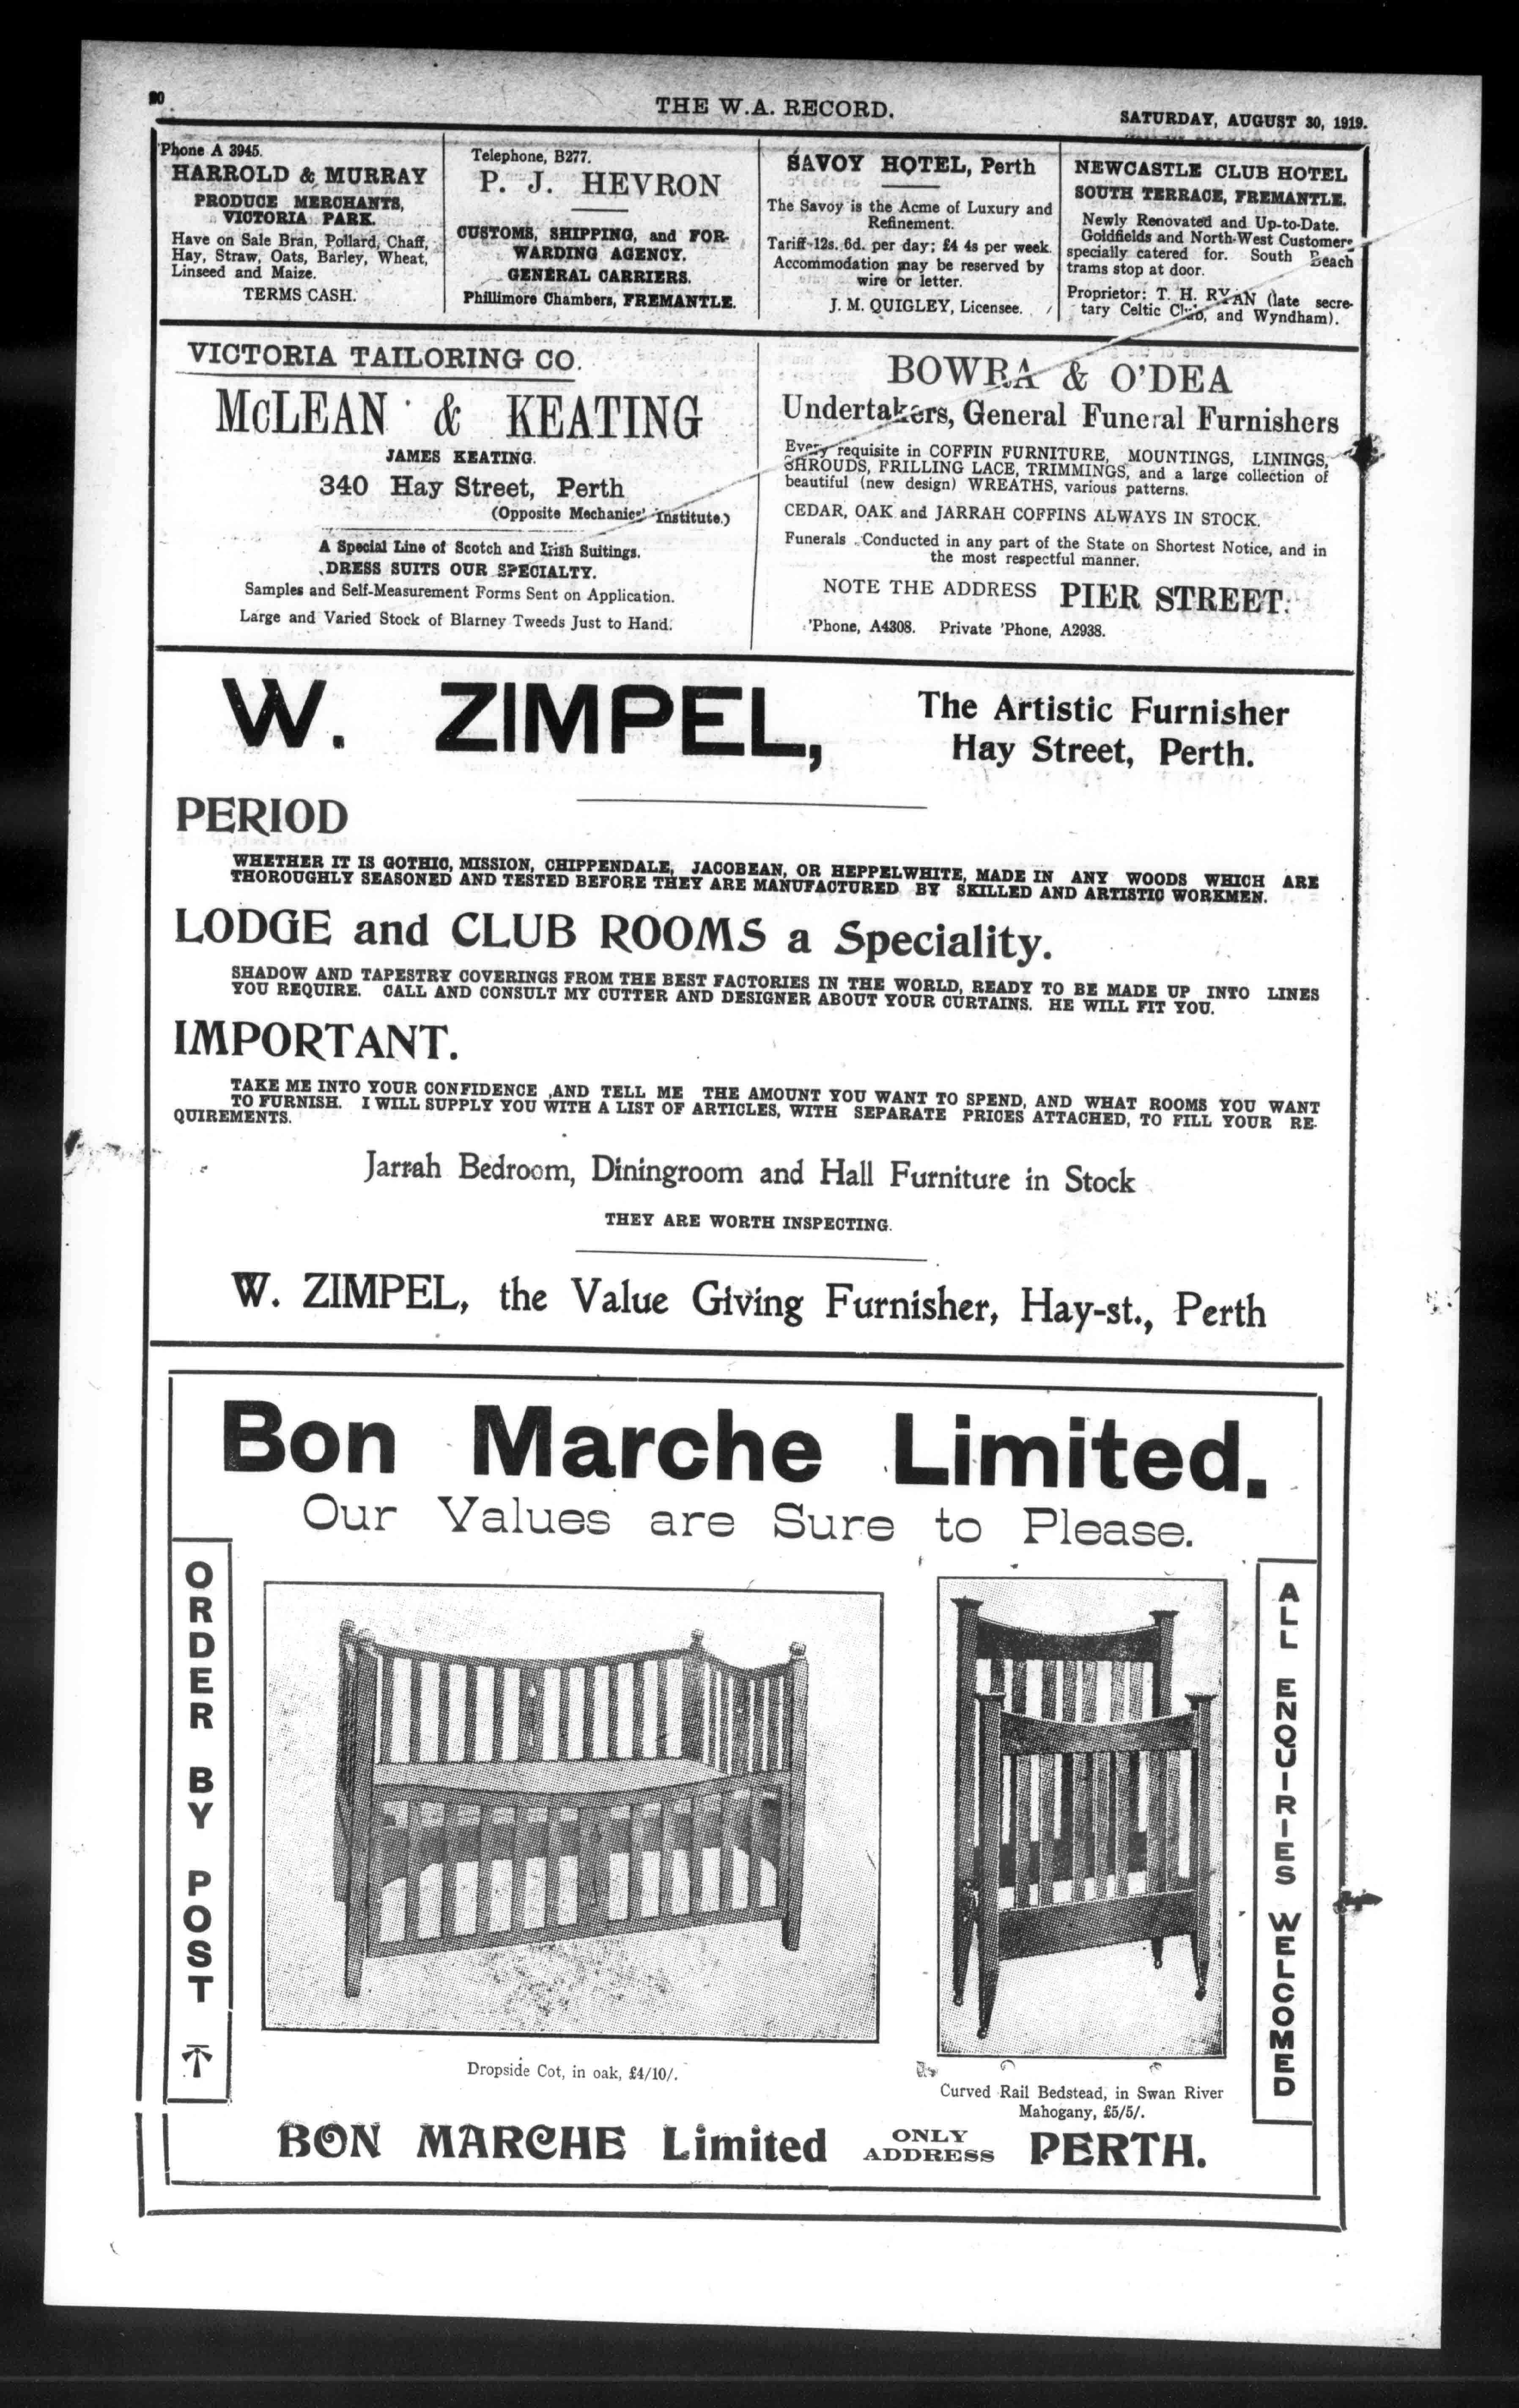 20
THE W.A. RECORD.
SATURDAY, AUGUST 30, 1919.
'Phone A 3945.
HARROLD & MURRAY
PRODUCE MERCHANTS,
VICTORIA PARK.
Have on Sale Bran, Pollard, Chaff,
Hay, Straw, Oats, Barley, Wheat,
Linseed and Maize.
TERMS CASH.
Telephone, B277.
P. J. HEVRON
CUSTOMS, SHIPPING, and FOR-
WARDING AGENCY.
GENERAL CARRIERS.
Phillimore Chambers, FREMANTLE.
SAVOY HOTEL, Perth
The Savoy is the Acme of Luxury and
Refinement.
Tariff 12s. 6d. per day; £4 4s per week.
Accommodation may be reserved by
wire or letter.
J. M. QUIGLEY, Licensee.
NEWCASTLE CLUB HOTEL
SOUTH TERRACE, FREMANTLE.
Newly Renovated and Up-to-Date.
Goldfields and North-West Customers
specially catered for. South Beach
trams stop at door.
Proprietor: T. H. RYAN (late secre-
tary Celtic Club, and Wyndham).
VICTORIA TAILORING CO.
McLEAN & KEATING
JAMES KEATING.
340 Hay Street, Perth
(Opposite Mechanics' Institute.)
A Special Line of Scotch and Irish Suitings.
DRESS SUITS OUR SPECIALTY.
Samples and Self-Measurement Forms Sent on Application.
Large and Varied Stock of Blarney Tweeds Just to Hand.
BOWRA & O'DEA
Undertakers, General Funeral Furnishers
Every requisite in COFFIN FURNITURE, MOUNTINGS, LININGS,
SHROUDS, FRILLING LACE, TRIMMINGS, and a large collection of
beautiful (new design) WREATHS, various patterns.
CEDAR, OAK and JARRAH COFFINS ALWAYS IN STOCK.
Funerals Conducted in any part of the State on Shortest Notice, and in
the most respectful manner.
NOTE THE ADDRESS PIER STREET.
'Phone, A4308. Private 'Phone, A2938.
W. ZIMPEL,
The Artistic Furnisher
Hay Street, Perth.
PERIOD
WHETHER IT IS GOTHIC, MISSION, CHIPPENDALE, JACOBEAN, OR HEPPELWHITE, MADE IN ANY WOODS WHICH ARE
THOROUGHLY SEASONED AND TESTED BEFORE THEY ARE MANUFACTURED BY SKILLED AND ARTISTIC WORKMEN.
LODGE and CLUB ROOMS a Speciality.
SHADOW AND TAPESTRY COVERINGS FROM THE BEST FACTORIES IN THE WORLD, READY TO BE MADE UP INTO LINES
YOU REQUIRE. CALL AND CONSULT MY CUTTER AND DESIGNER ABOUT YOUR CURTAINS. HE WILL FIT YOU.
IMPORTANT.
TAKE ME INTO YOUR CONFIDENCE ,AND TELL ME THE AMOUNT YOU WANT TO SPEND, AND WHAT ROOMS YOU WANT
TO FURNISH. I WILL SUPPLY YOU WITH A LIST OF ARTICLES, WITH SEPARATE PRICES ATTACHED, TO FILL YOUR RE-
QUIREMENTS.
Jarrah Bedroom, Diningroom and Hall Furniture in Stock
THEY ARE WORTH INSPECTING.
W. ZIMPEL, the Value Giving Furnisher, Hay-st., Perth
Bon Marche Limited.
Our Values are Sure to Please.
ORDER BY POST
ALL ENQUIRIES WELCOMED
Dropside Cot, in oak, £4/10/.
Curved Rail Bedstead, in Swan River
Mahogany, £5/5/.
BON MARCHE Limited ONLY ADDRESS PERTH.